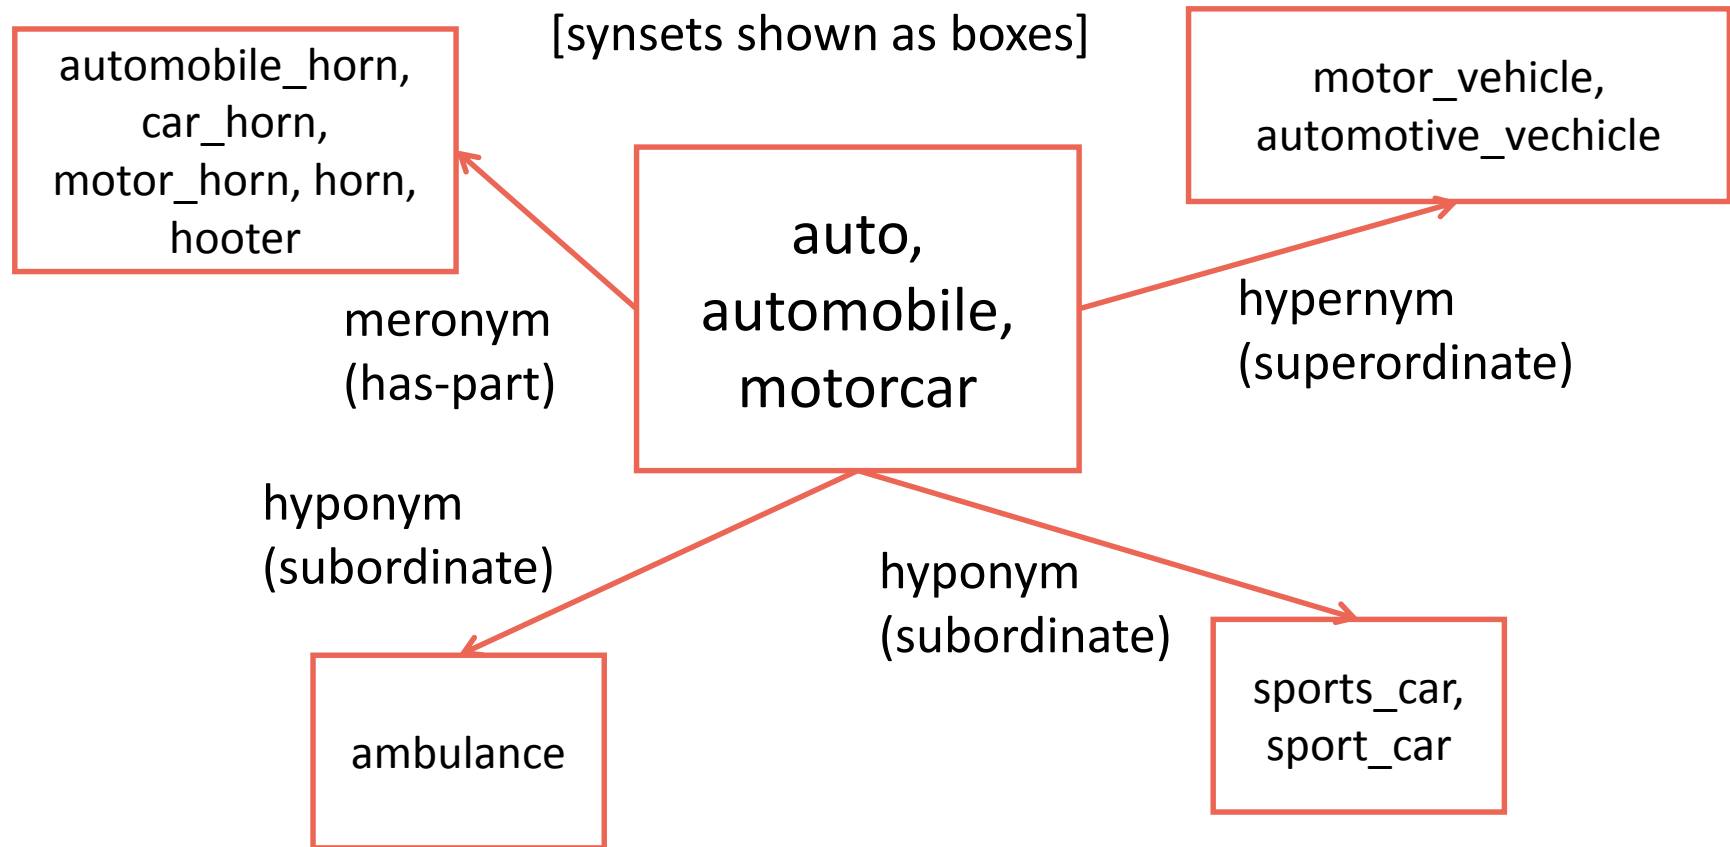 [synsets shown as boxes]
automobile_horn,
car_horn,
motor_horn, horn,
hooter
motor_vehicle,
automotive_vechicle
auto,
automobile,
motorcar
meronym
(has-part)
hypernym
(superordinate)
hyponym
(subordinate)
hyponym
(subordinate)
ambulance
sports_car,
sport_car